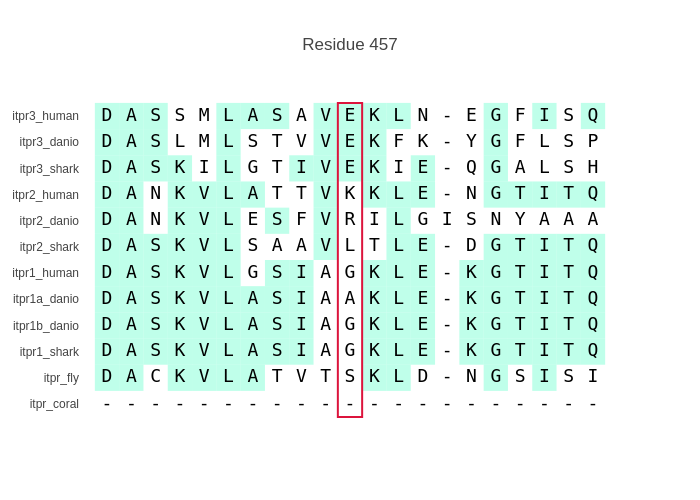 Residue 457
itpr3_human D A S S M L A S A V E K L N - E G F I S Q
itpr3_danio D A S L M L S T V V E K F K - Y G F L S P
itpr3_shark D A S K I L G T I V E K I E - Q G A L S H
itpr2_human D A N K V L A T T V K K L E - N G T I T Q
itpr2_danio D A N K V L E S F V R I L G I S N Y A A A
itpr2_shark D A S K V L S A A V L T L E - D G T I T Q
itpr1_human D A S K V L G S I A G K L E - K G T I T Q
itpr1a_danio D A S K V L A S I A A K L E - K G T I T Q
itpr1b_danio D A S K V L A S I A G K L E - K G T I T Q
itpr1_shark D A S K V L A S I A G K L E - K G T I T Q
itpr_fly D A C K V L A T V T S K L D - N G S I S I
itpr_coral - - - - - - - - - - - - - - - - - - - - -